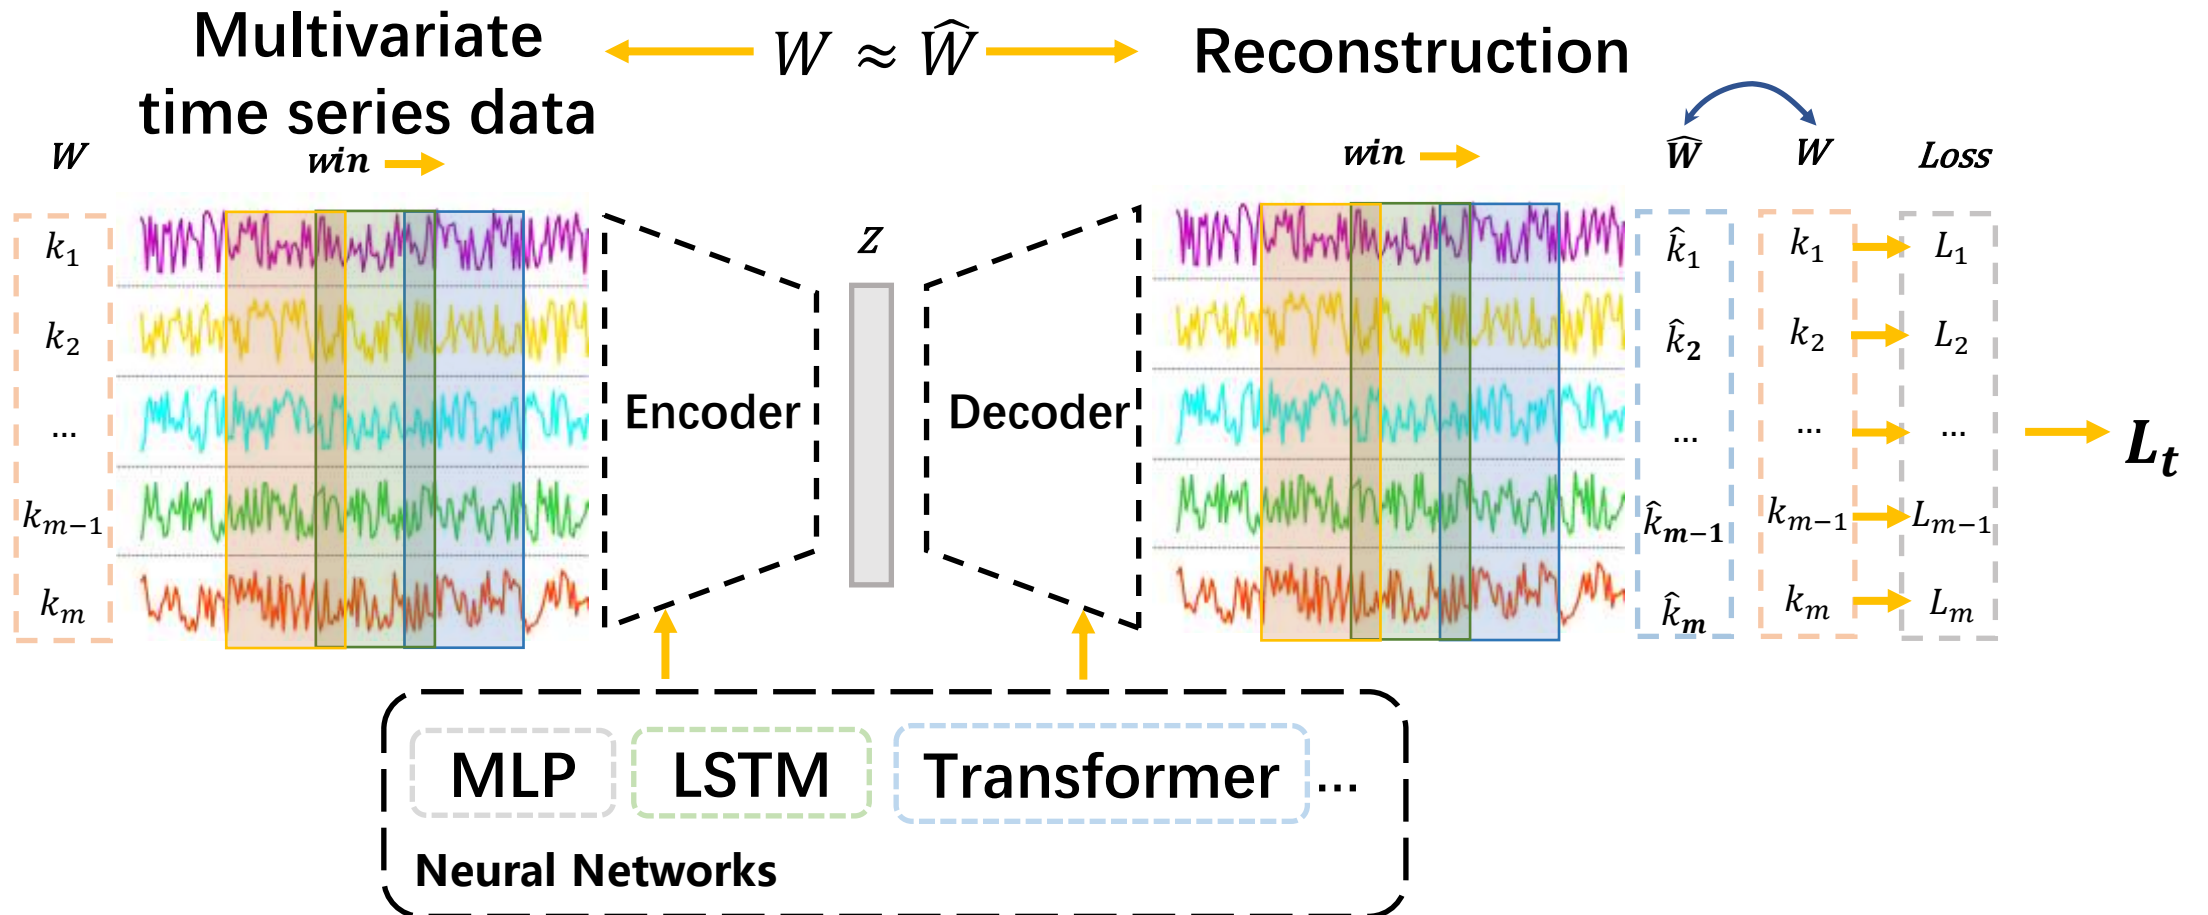 Multivariate
time series data
W ≈ Ŵ
Reconstruction
W
win
k₁
k₂
...
kₘ₋₁
kₘ
Encoder
z
Decoder
win
Ŵ W Loss
k̂₁ k₁ L₁
k̂₂ k₂ L₂
... ... ...
k̂ₘ₋₁ kₘ₋₁ Lₘ₋₁
k̂ₘ kₘ Lₘ
Lₜ
MLP LSTM Transformer ...
Neural Networks